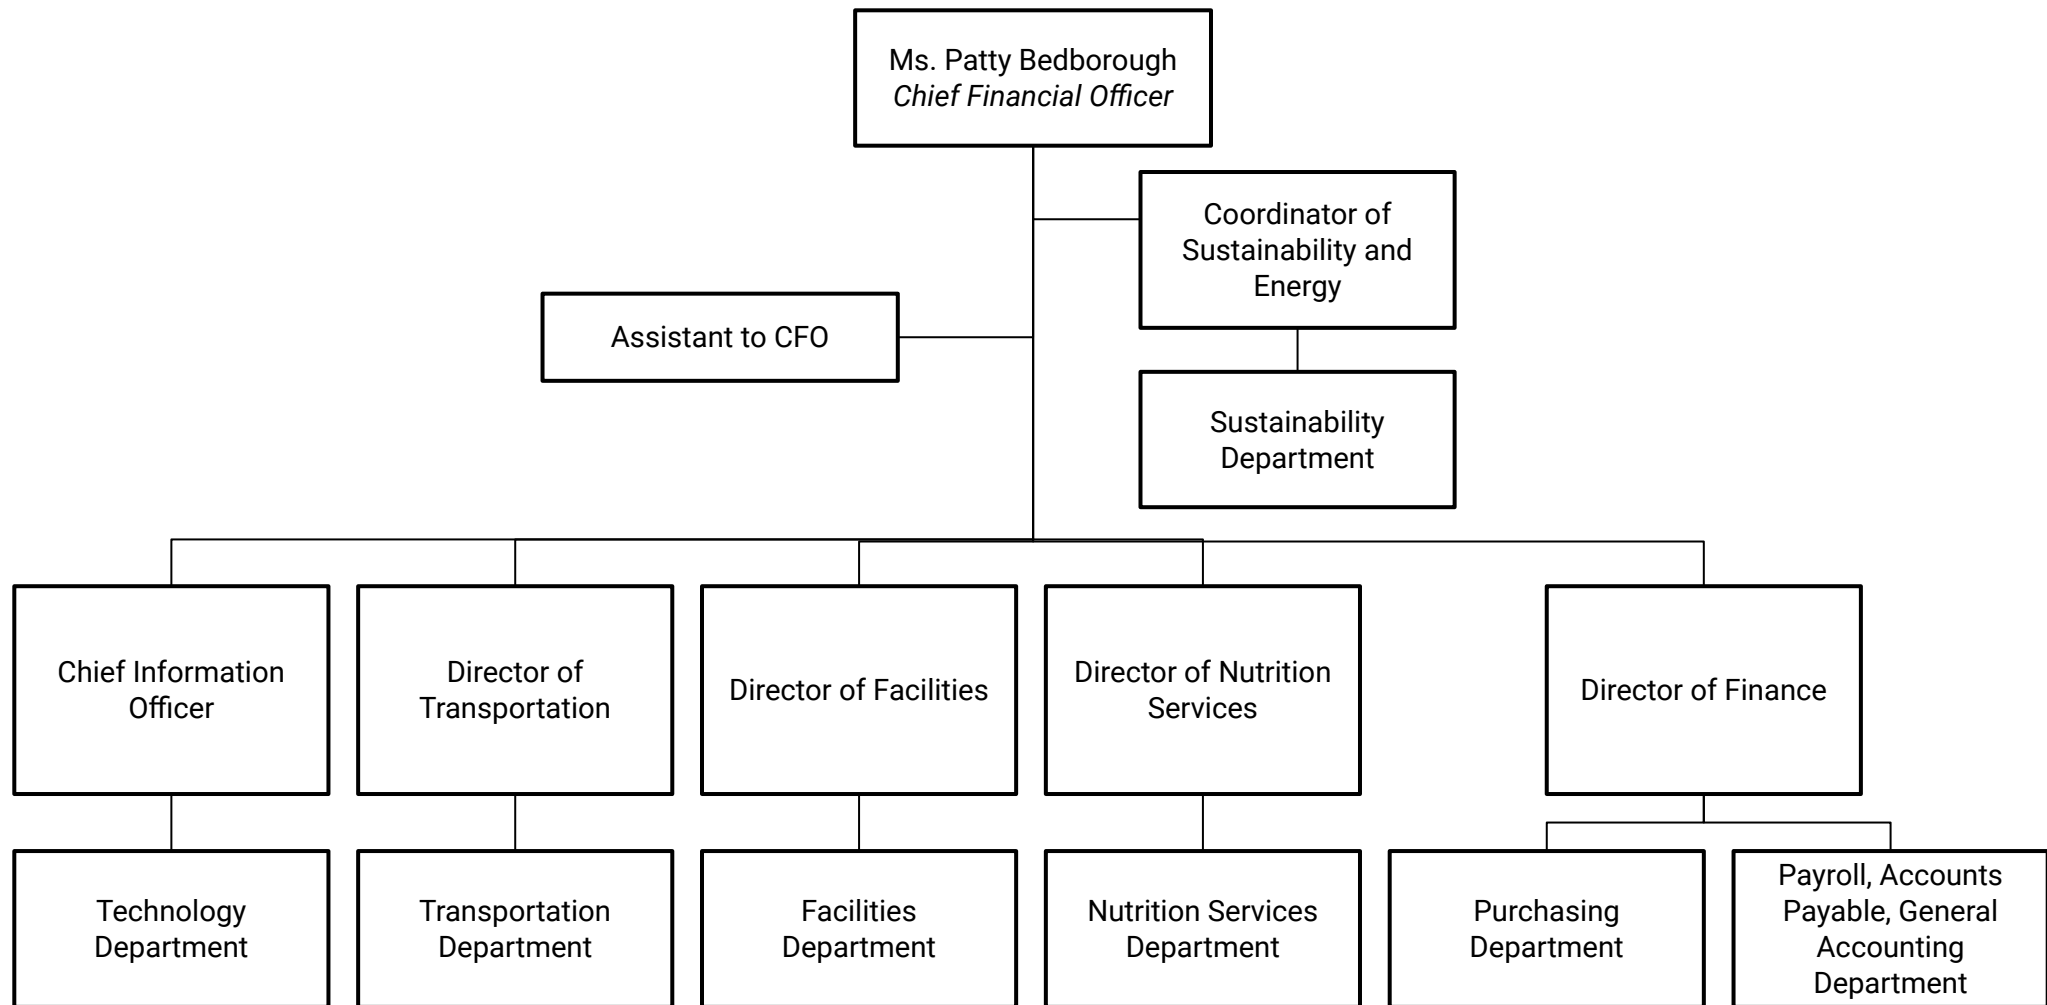 Ms. Patty Bedborough
Chief Financial Officer
Coordinator of
Sustainability and
Energy
Assistant to CFO
Sustainability
Department
Chief Information
Officer
Director of
Transportation
Director of Facilities
Director of Nutrition
Services
Director of Finance
Technology
Department
Transportation
Department
Facilities
Department
Nutrition Services
Department
Purchasing
Department
Payroll, Accounts
Payable, General
Accounting
Department